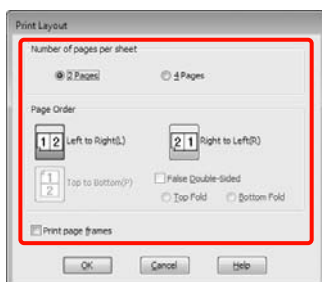 Print Layout
Number of pages per sheet
2 Pages 4 Pages
Page Order
1 2 Left to Right(L) 2 1 Right to Left(R)
1 2 Top to Bottom(P) False Double-Sided
Top Fold Bottom Fold
Print page frames
OK Cancel Help